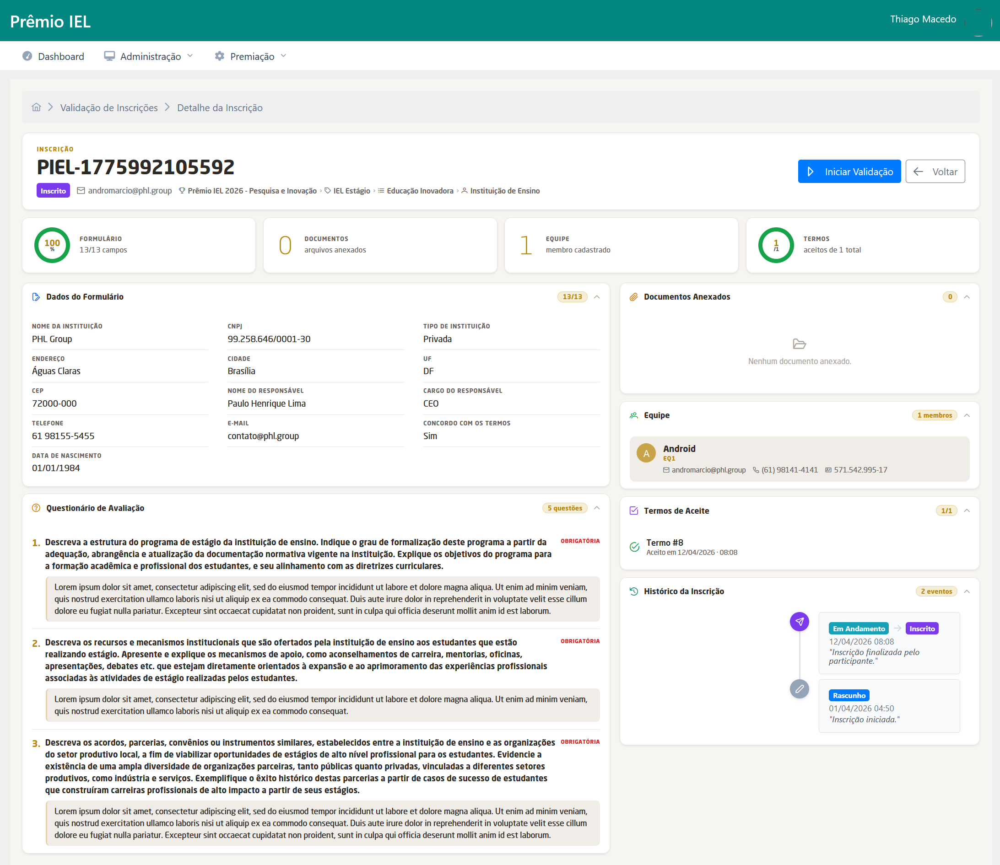 Prêmio IEL
Thiago Macedo
Dashboard
Administração
Premiação
Validação de Inscrições
Detalhe da Inscrição
INSCRIÇÃO
PIEL-1775992105592
Iniciar Validação
Voltar
Inscrito andromarcio@phl.group Prêmio IEL 2026 - Pesquisa e Inovação › IEL Estágio › Educação Inovadora › Instituição de Ensino
100
%
FORMULÁRIO
13/13 campos
0
DOCUMENTOS
arquivos anexados
1
EQUIPE
membro cadastrado
1
/1
TERMOS
aceitos de 1 total
Dados do Formulário
13/13
NOME DA INSTITUIÇÃO
PHL Group
CNPJ
99.258.646/0001-30
TIPO DE INSTITUIÇÃO
Privada
ENDEREÇO
Águas Claras
CIDADE
Brasília
UF
DF
CEP
72000-000
NOME DO RESPONSÁVEL
Paulo Henrique Lima
CARGO DO RESPONSÁVEL
CEO
TELEFONE
61 98155-5455
E-MAIL
contato@phl.group
CONCORDO COM OS TERMOS
Sim
DATA DE NASCIMENTO
01/01/1984
Questionário de Avaliação
5 questões
1. Descreva a estrutura do programa de estágio da instituição de ensino. Indique o grau de formalização deste programa a partir da
adequação, abrangência e atualização da documentação normativa vigente na instituição. Explique os objetivos do programa para
a formação acadêmica e profissional dos estudantes, e seu alinhamento com as diretrizes curriculares.
OBRIGATÓRIA
Lorem ipsum dolor sit amet, consectetur adipiscing elit, sed do eiusmod tempor incididunt ut labore et dolore magna aliqua. Ut enim ad minim veniam,
quis nostrud exercitation ullamco laboris nisi ut aliquip ex ea commodo consequat. Duis aute irure dolor in reprehenderit in voluptate velit esse cillum
dolore eu fugiat nulla pariatur. Excepteur sint occaecat cupidatat non proident, sunt in culpa qui officia deserunt mollit anim id est laborum.
2. Descreva os recursos e mecanismos institucionais que são ofertados pela instituição de ensino aos estudantes que estão
realizando estágio. Apresente e explique os mecanismos de apoio, como aconselhamentos de carreira, mentorias, oficinas,
apresentações, debates etc. que estejam diretamente orientados à expansão e ao aprimoramento das experiências profissionais
associadas às atividades de estágio realizadas pelos estudantes.
OBRIGATÓRIA
Lorem ipsum dolor sit amet, consectetur adipiscing elit, sed do eiusmod tempor incididunt ut labore et dolore magna aliqua. Ut enim ad minim veniam,
quis nostrud exercitation ullamco laboris nisi ut aliquip ex ea commodo consequat.
3. Descreva os acordos, parcerias, convênios ou instrumentos similares, estabelecidos entre a instituição de ensino e as organizações
do setor produtivo local, a fim de viabilizar oportunidades de estágios de alto nível profissional para os estudantes. Evidencie a
existência de uma ampla diversidade de organizações parceiras, tanto públicas quanto privadas, vinculadas a diferentes setores
produtivos, como indústria e serviços. Exemplifique o êxito histórico destas parcerias a partir de casos de sucesso de estudantes
que construíram carreiras profissionais de alto impacto a partir de seus estágios.
OBRIGATÓRIA
Lorem ipsum dolor sit amet, consectetur adipiscing elit, sed do eiusmod tempor incididunt ut labore et dolore magna aliqua. Ut enim ad minim veniam,
quis nostrud exercitation ullamco laboris nisi ut aliquip ex ea commodo consequat. Duis aute irure dolor in reprehenderit in voluptate velit esse cillum
dolore eu fugiat nulla pariatur. Excepteur sint occaecat cupidatat non proident, sunt in culpa qui officia deserunt mollit anim id est laborum.
Documentos Anexados
0
Nenhum documento anexado.
Equipe
1 membros
A
Android
EQ1
andromarcio@phl.group (61) 98141-4141 571.542.995-17
Termos de Aceite
1/1
Termo #8
Aceito em 12/04/2026 · 08:08
Histórico da Inscrição
2 eventos
Em Andamento → Inscrito
12/04/2026 08:08
"Inscrição finalizada pelo
participante."
Rascunho
01/04/2026 04:50
"Inscrição iniciada."